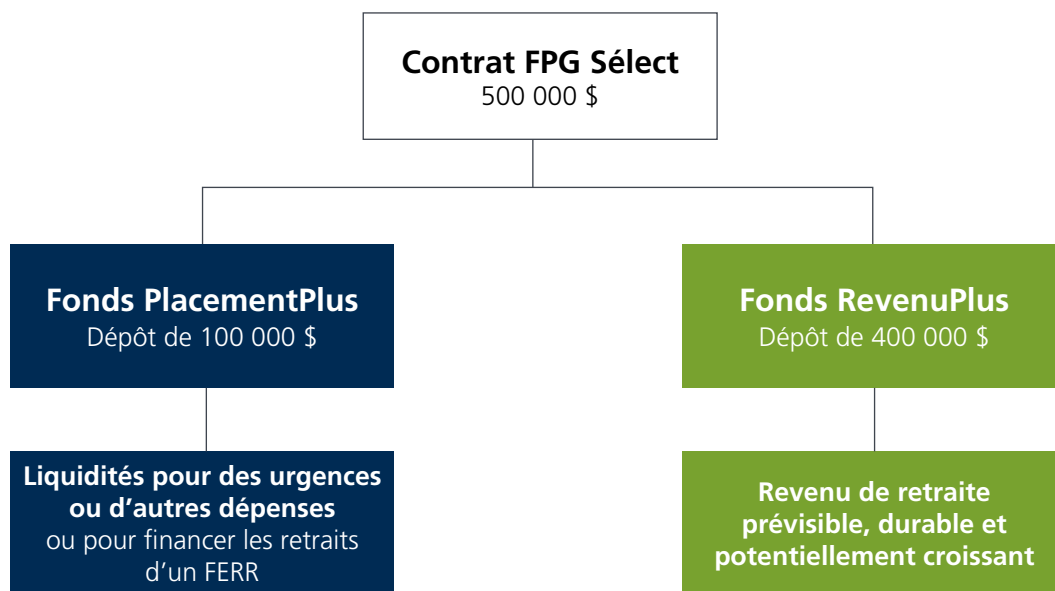 Contrat FPG Sélect
500 000 $
Fonds PlacementPlus
Dépôt de 100 000 $
Fonds RevenuPlus
Dépôt de 400 000 $
Liquidités pour des urgences
ou d’autres dépenses
ou pour financer les retraits
d’un FERR
Revenu de retraite
prévisible, durable et
potentiellement croissant